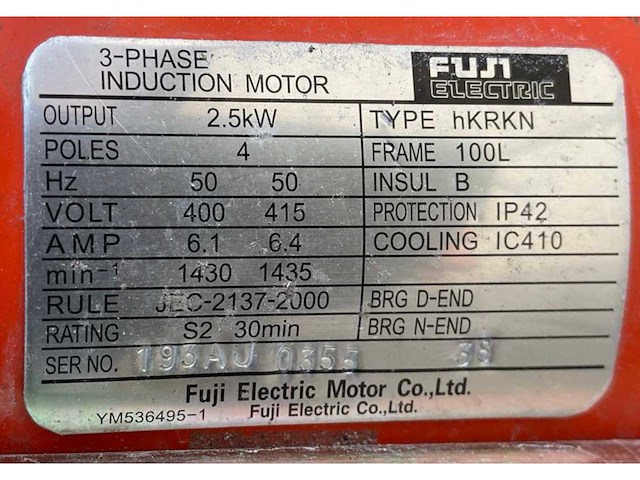 3-PHASE
INDUCTION MOTOR
FUJI
ELECTRIC
OUTPUT 2.5kW TYPE hKRKN
POLES 4 FRAME 100L
Hz 50 50 INSUL B
VOLT 400 415 PROTECTION IP42
AMP 6.1 6.4 COOLING IC410
min-1 1430 1435
RULE JEC-2137-2000 BRG D-END
RATING S2 30min BRG N-END
SER NO. 193AU 0355 38
Fuji Electric Motor Co.,Ltd.
YM536495-1 Fuji Electric Co.,Ltd.